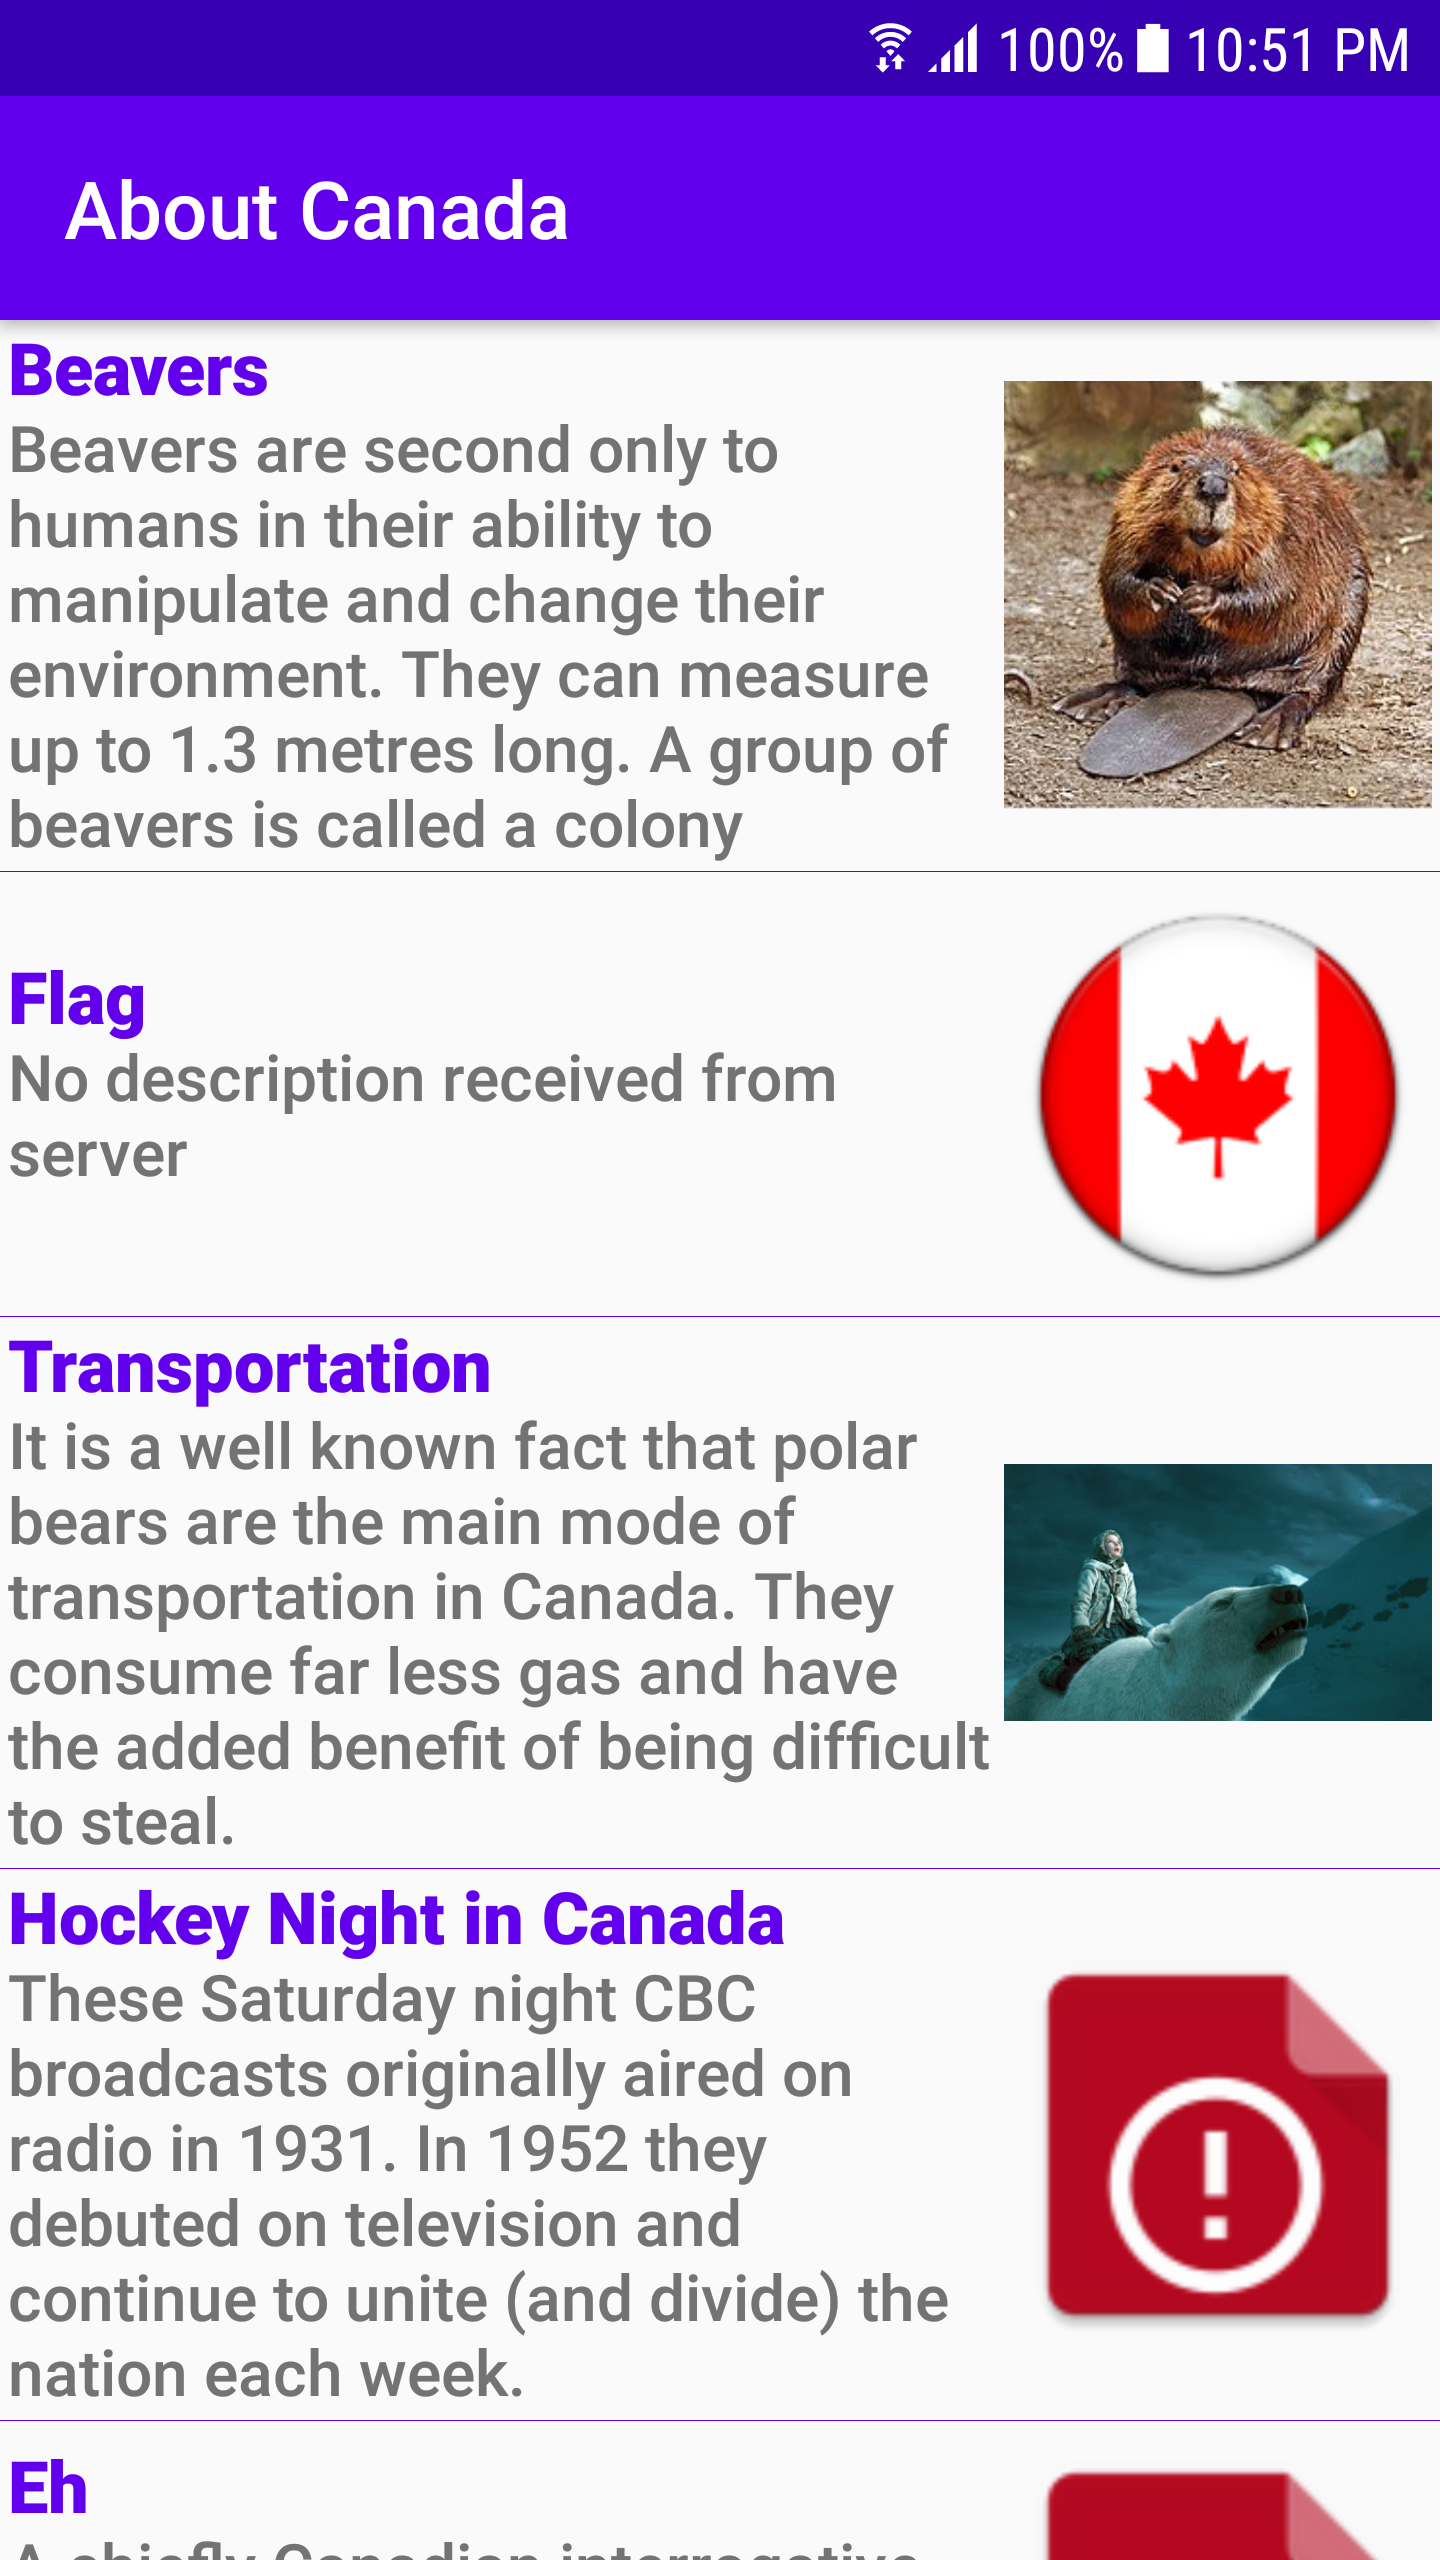 100% 10:51 PM
About Canada
Beavers
Beavers are second only to
humans in their ability to
manipulate and change their
environment. They can measure
up to 1.3 metres long. A group of
beavers is called a colony
Flag
No description received from
server
Transportation
It is a well known fact that polar
bears are the main mode of
transportation in Canada. They
consume far less gas and have
the added benefit of being difficult
to steal.
Hockey Night in Canada
These Saturday night CBC
broadcasts originally aired on
radio in 1931. In 1952 they
debuted on television and
continue to unite (and divide) the
nation each week.
Eh
A chiefly Canadian interrogative